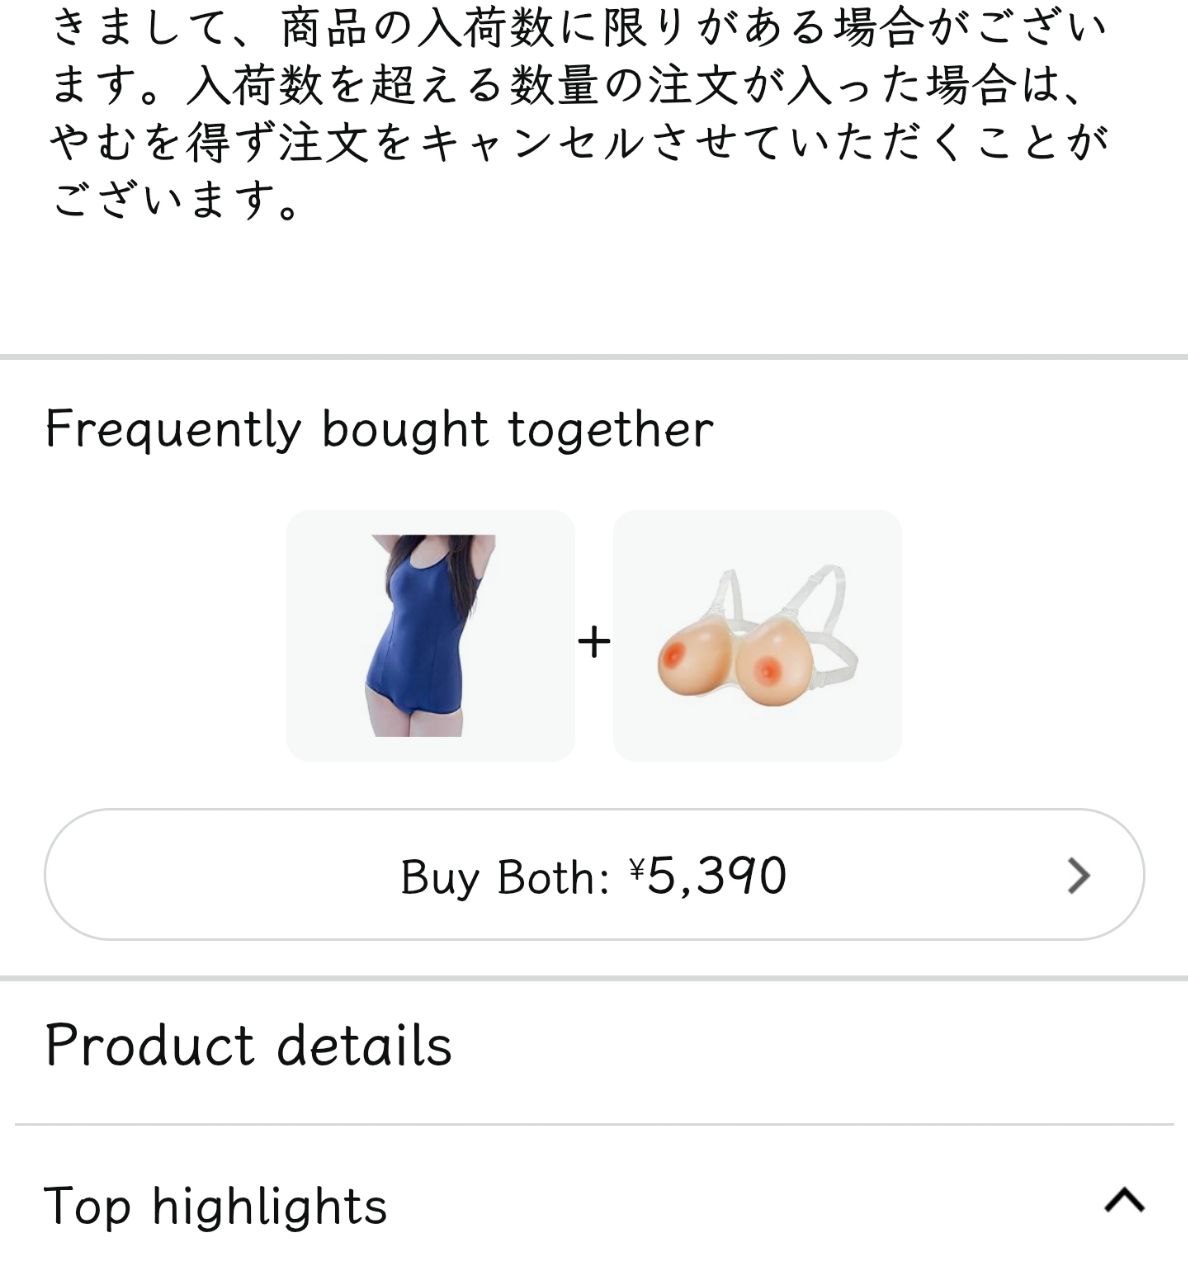 きまして、商品の入荷数に限りがある場合がござい
ます。入荷数を超える数量の注文が入った場合は、
やむを得ず注文をキャンセルさせていただくことが
ございます。
Frequently bought together
+
Buy Both: ¥5,390
Product details
Top highlights